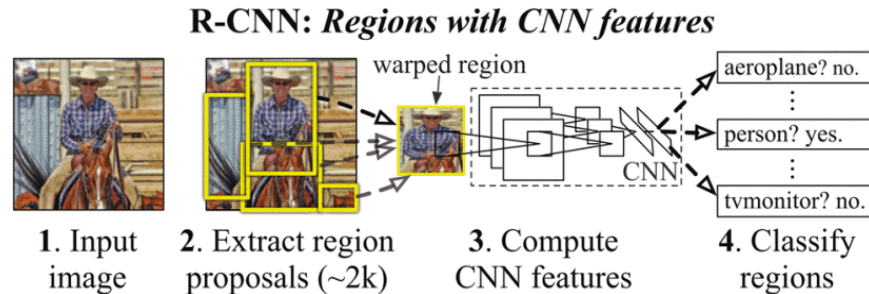 R-CNN: Regions with CNN features
warped region
aeroplane? no.
⋮
person? yes.
⋮
tvmonitor? no.
CNN
1. Input
image
2. Extract region
proposals (~2k)
3. Compute
CNN features
4. Classify
regions